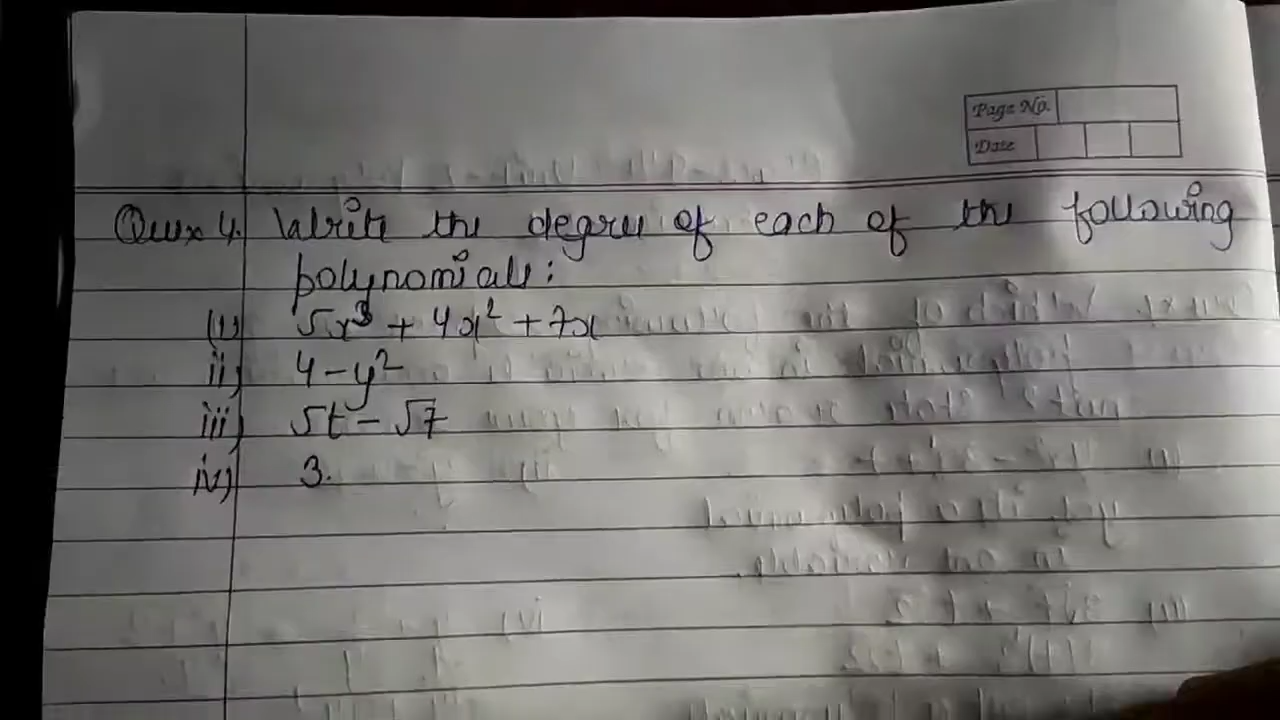 Page No.
Date
Ques 4. Write the degree of each of the following
polynomials:
(i) 5x³ + 4x² + 7x
ii) 4 - y²
iii) 5t - √7
iv) 3.